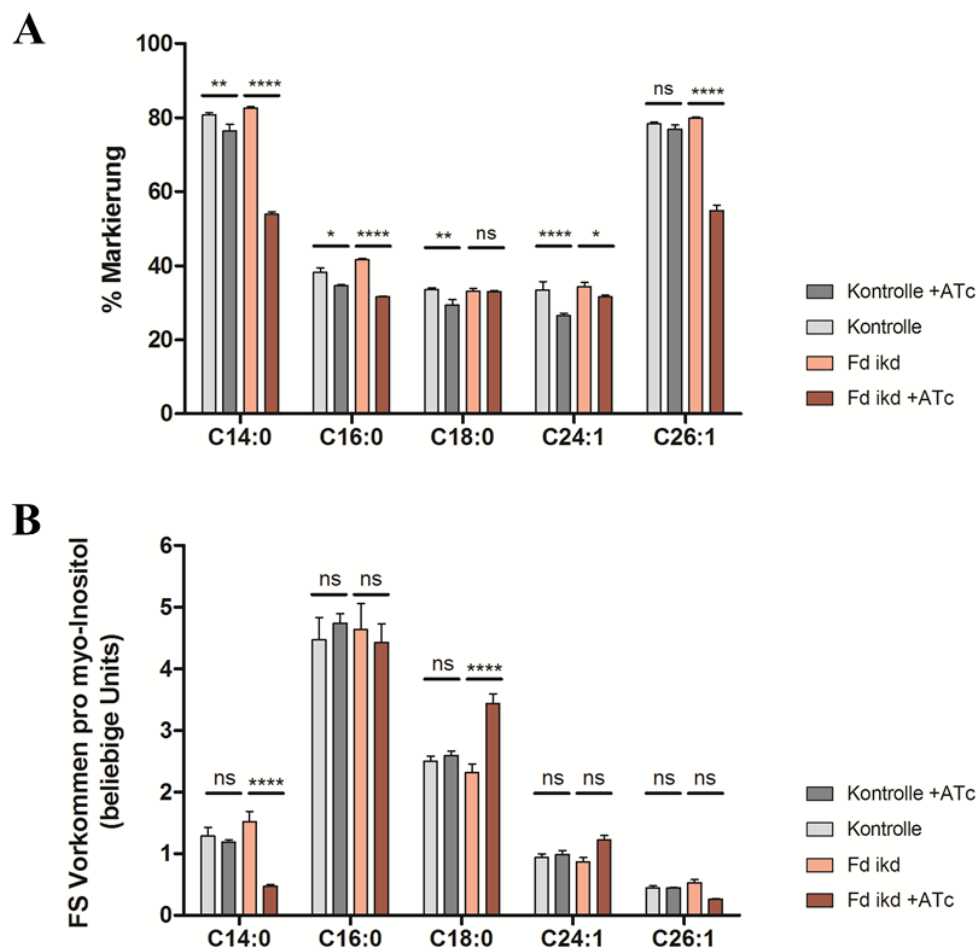 A
% Markierung
100
80
60
40
20
0
** **** * **** ** ns **** * ns ****
C14:0 C16:0 C18:0 C24:1 C26:1
Kontrolle +ATc
Kontrolle
Fd ikd
Fd ikd +ATc
B
FS Vorkommen pro myo-Inositol
(beliebige Units)
6
5
4
3
2
1
0
ns **** ns ns ns **** ns ns ns ns
C14:0 C16:0 C18:0 C24:1 C26:1
Kontrolle +ATc
Kontrolle
Fd ikd
Fd ikd +ATc